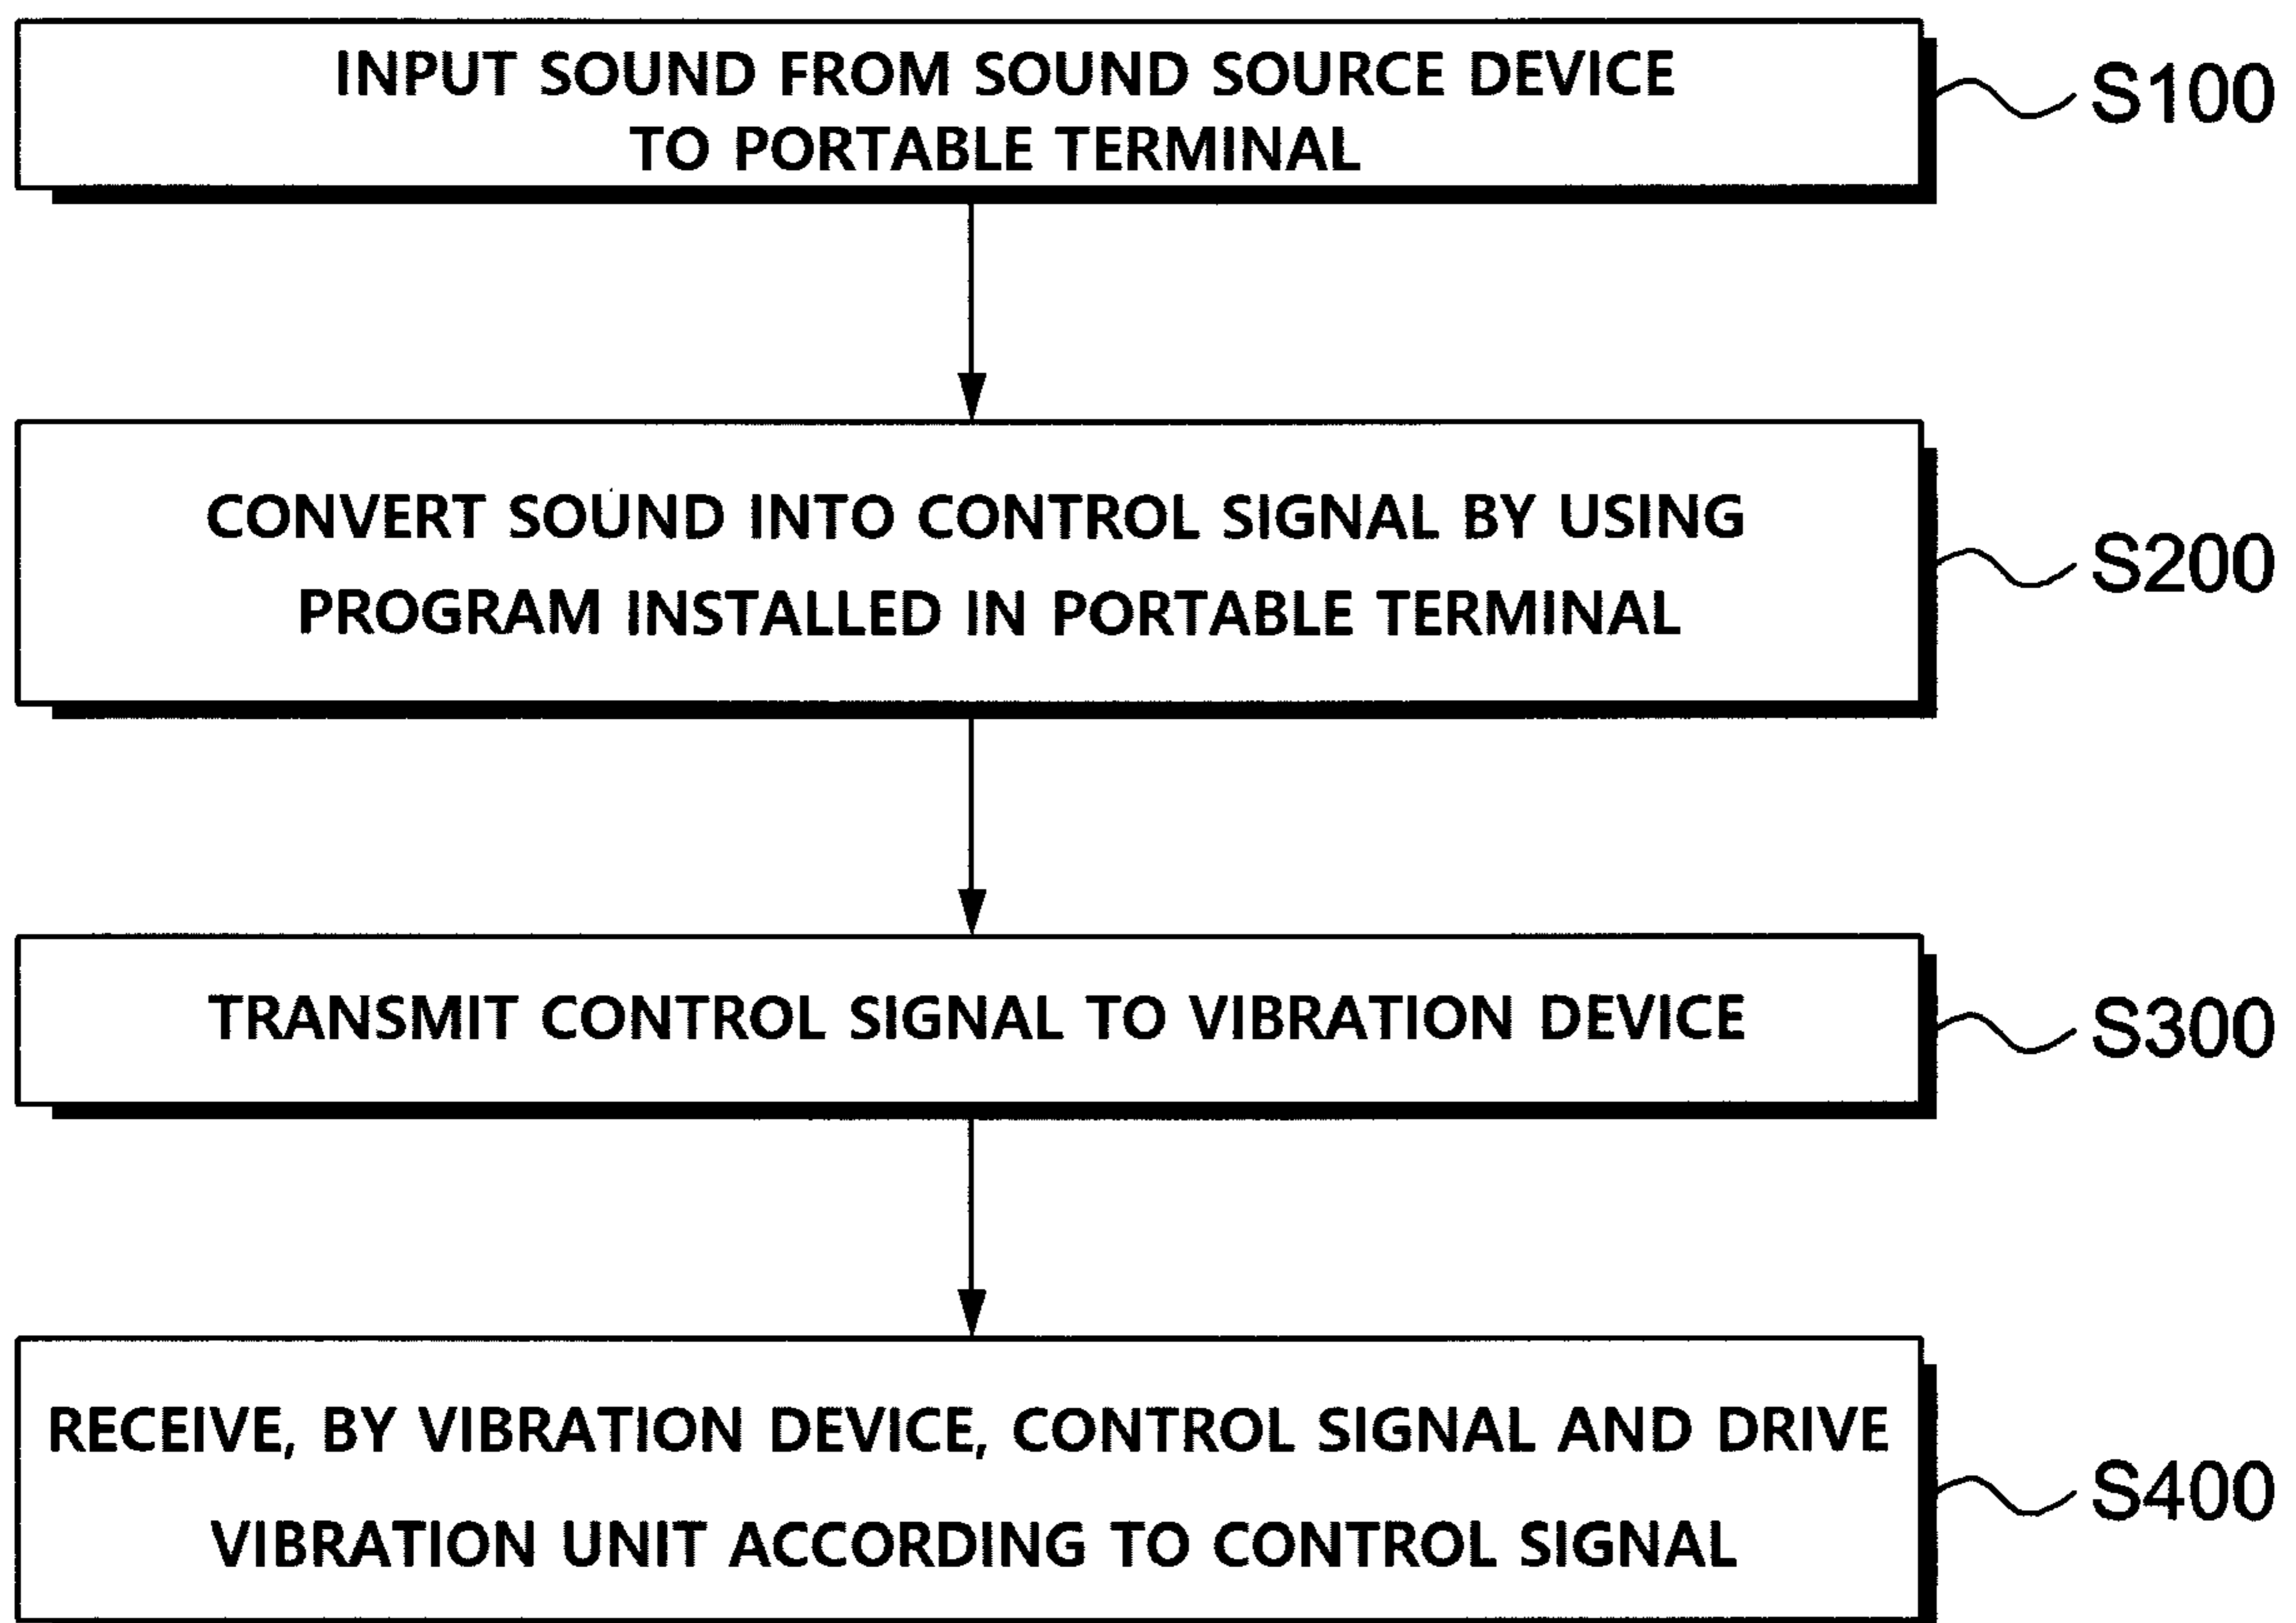 INPUT SOUND FROM SOUND SOURCE DEVICE
TO PORTABLE TERMINAL
S100
CONVERT SOUND INTO CONTROL SIGNAL BY USING
PROGRAM INSTALLED IN PORTABLE TERMINAL
S200
TRANSMIT CONTROL SIGNAL TO VIBRATION DEVICE
S300
RECEIVE, BY VIBRATION DEVICE, CONTROL SIGNAL AND DRIVE
VIBRATION UNIT ACCORDING TO CONTROL SIGNAL
S400